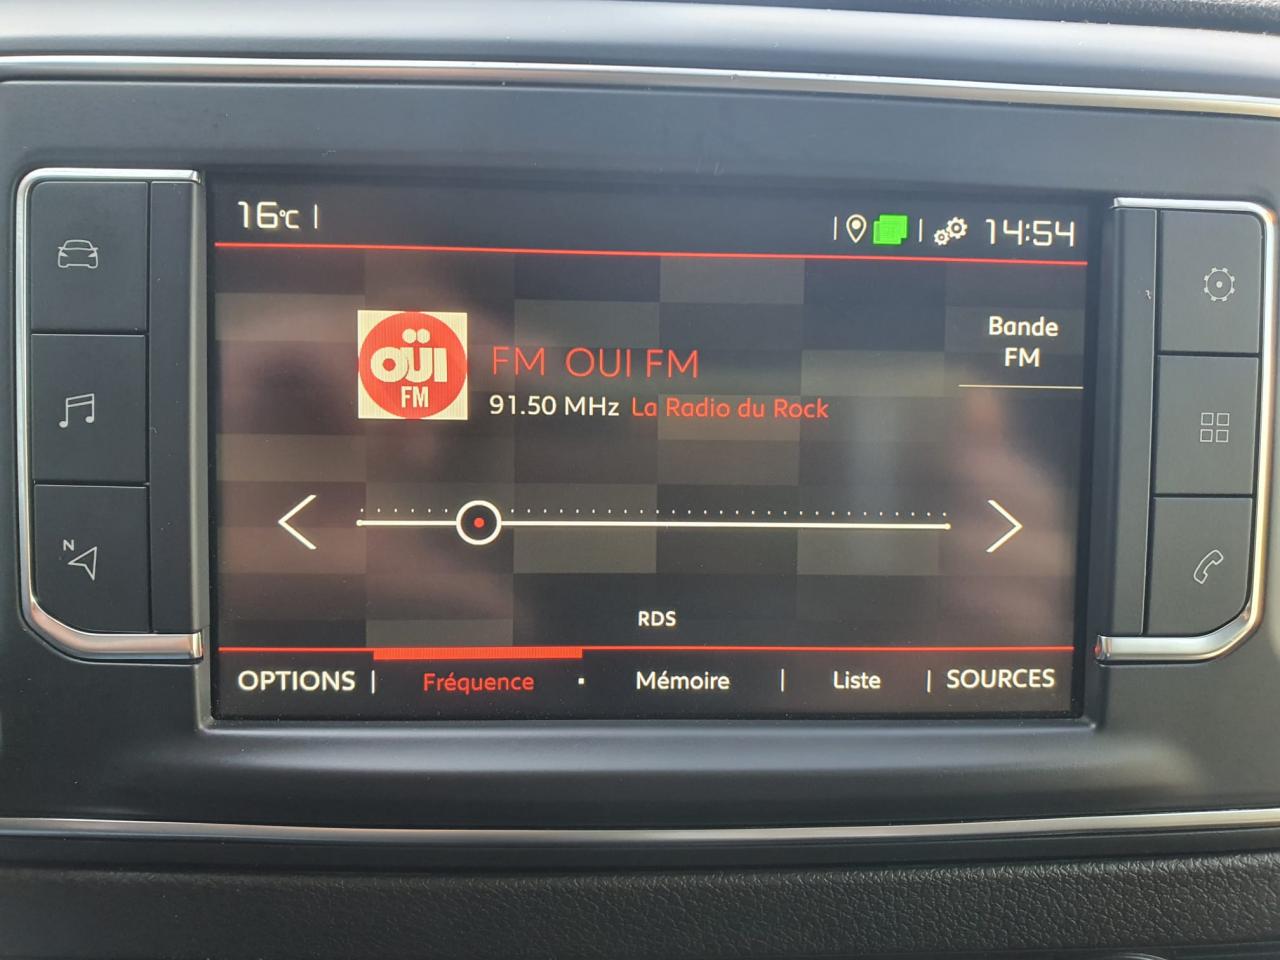 16°C |
| | 14:54
Bande
FM
OÜI
FM
FM OUI FM
91.50 MHz La Radio du Rock
N
RDS
OPTIONS | Fréquence · Mémoire | Liste | SOURCES